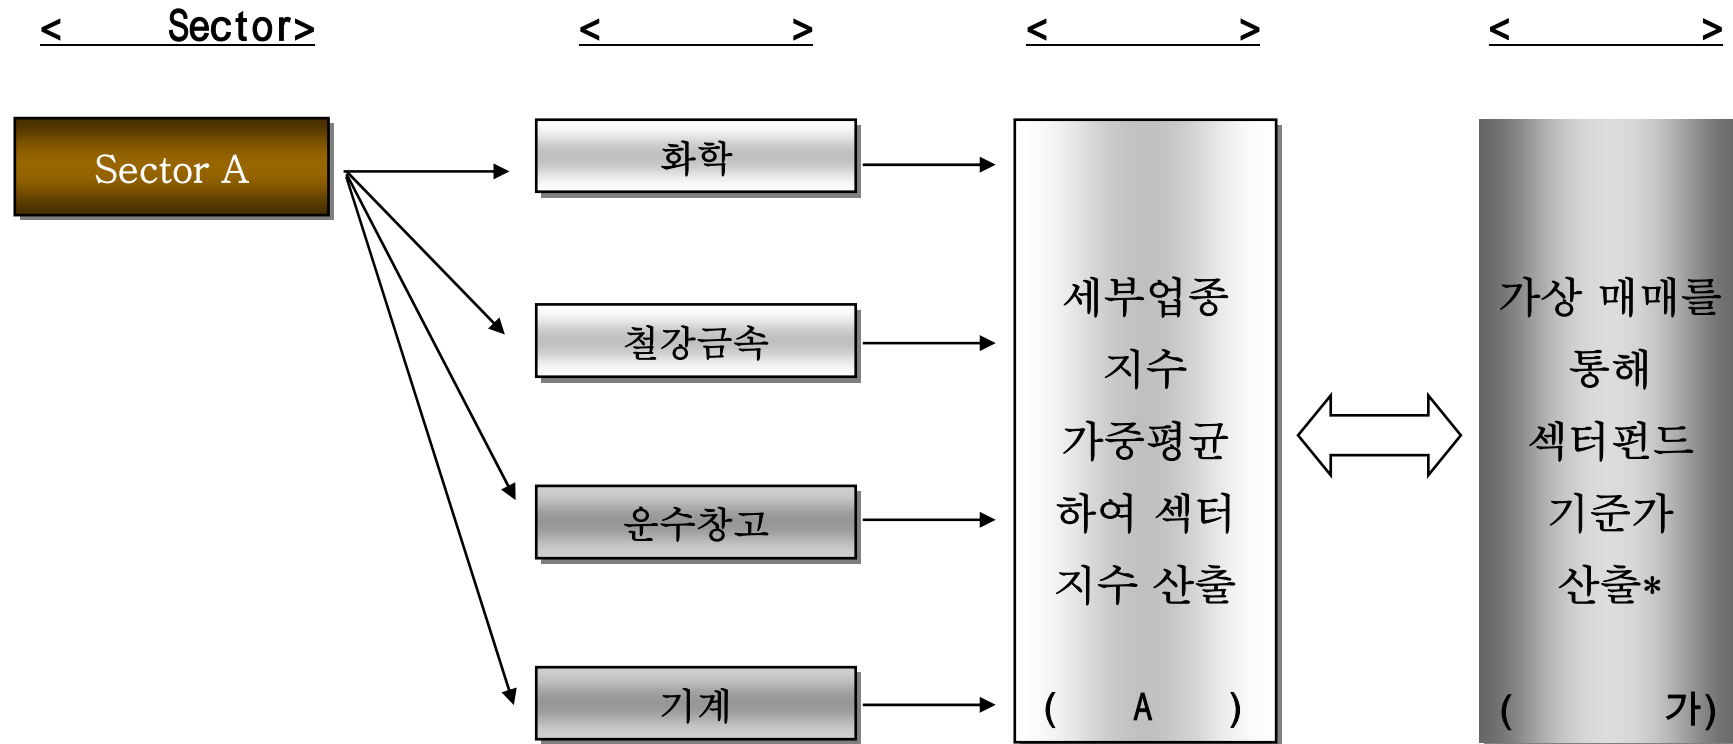 <        Sector>
<        >
<        >
<        >
Sector A
화학
철강금속
운수창고
기계
세부업종
지수
가중평균
하여 섹터
지수 산출
(    A    )
가상 매매를
통해
섹터펀드
기준가
산출*
(        가)